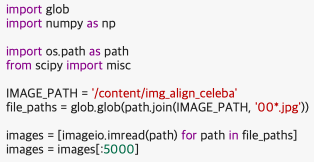 import glob
import numpy as np
import os.path as path
from scipy import misc
IMAGE_PATH = '/content/img_align_celeba'
file_paths = glob.glob(path.join(IMAGE_PATH, '00*.jpg'))
images = [imageio.imread(path) for path in file_paths]
images = images[:5000]